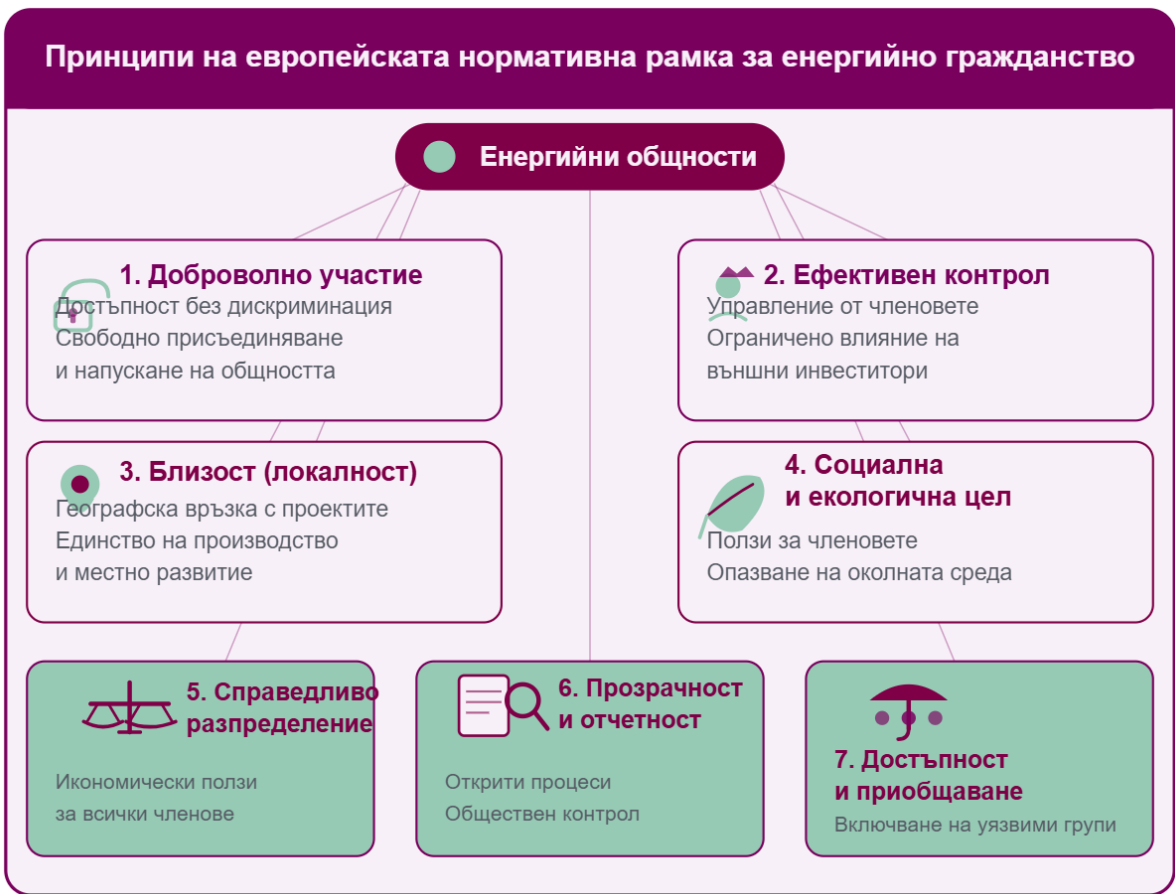 Принципи на европейската нормативна рамка за енергийно гражданство
Енергийни общности
1. Доброволно участие
Достъпност без дискриминация
Свободно присъединяване
и напускане на общността
2. Ефективен контрол
Управление от членовете
Ограничено влияние на
външни инвеститори
3. Близост (локалност)
Географска връзка с проектите
Единство на производство
и местно развитие
4. Социална
и екологична цел
Ползи за членовете
Опазване на околната среда
5. Справедливо
разпределение
Икономически ползи
за всички членове
6. Прозрачност
и отчетност
Открити процеси
Обществен контрол
7. Достъпност
и приобщаване
Включване на уязвими групи